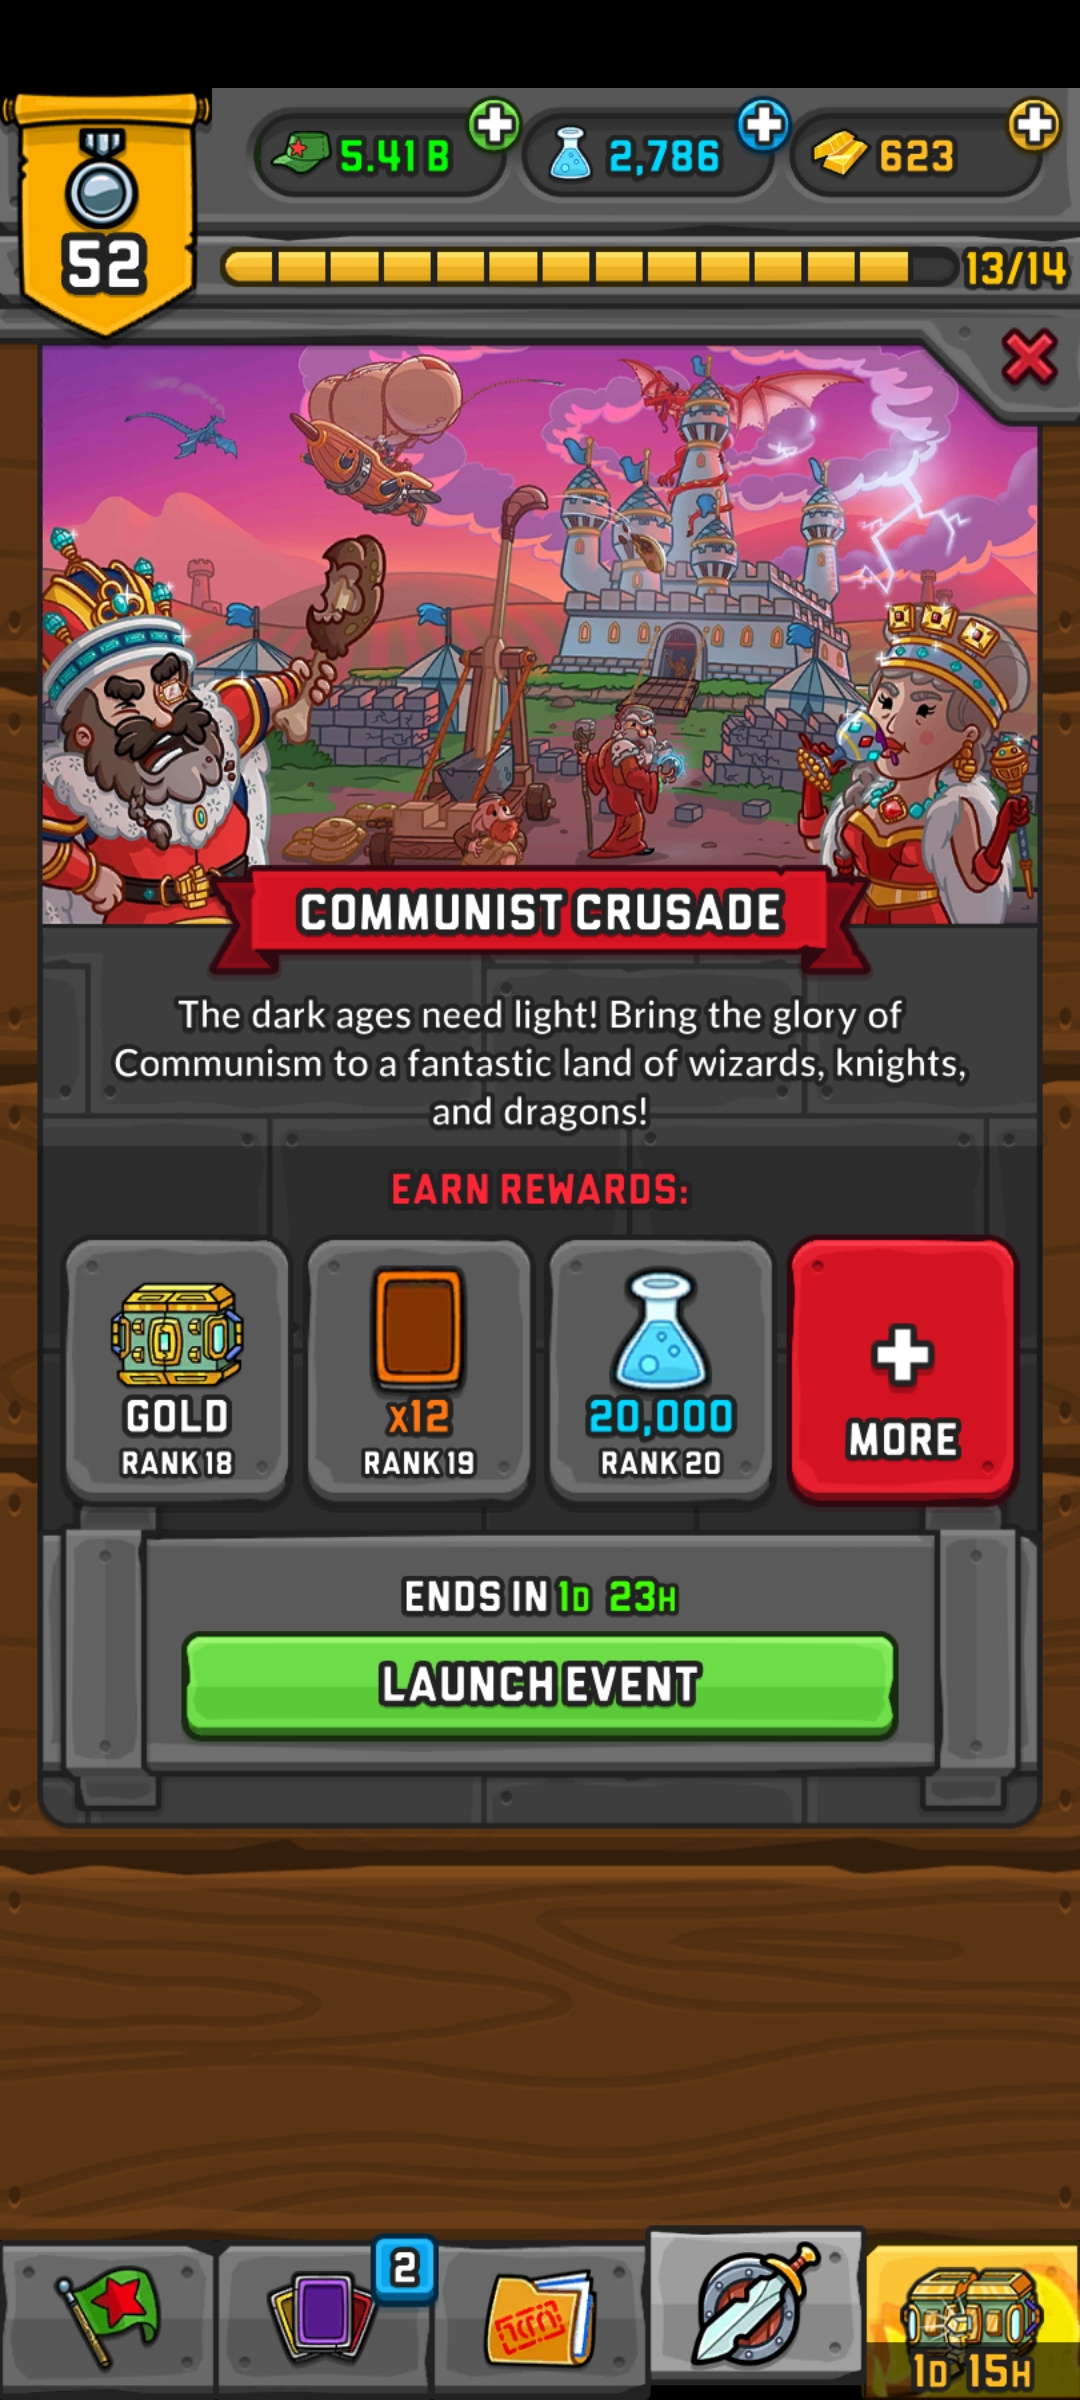 52
5.41 B
2,786
623
13/14
COMMUNIST CRUSADE
The dark ages need light! Bring the glory of
Communism to a fantastic land of wizards, knights,
and dragons!
EARN REWARDS:
GOLD
RANK 18
x12
RANK 19
20,000
RANK 20
MORE
ENDS IN 1D 23H
LAUNCH EVENT
2
1D 15H